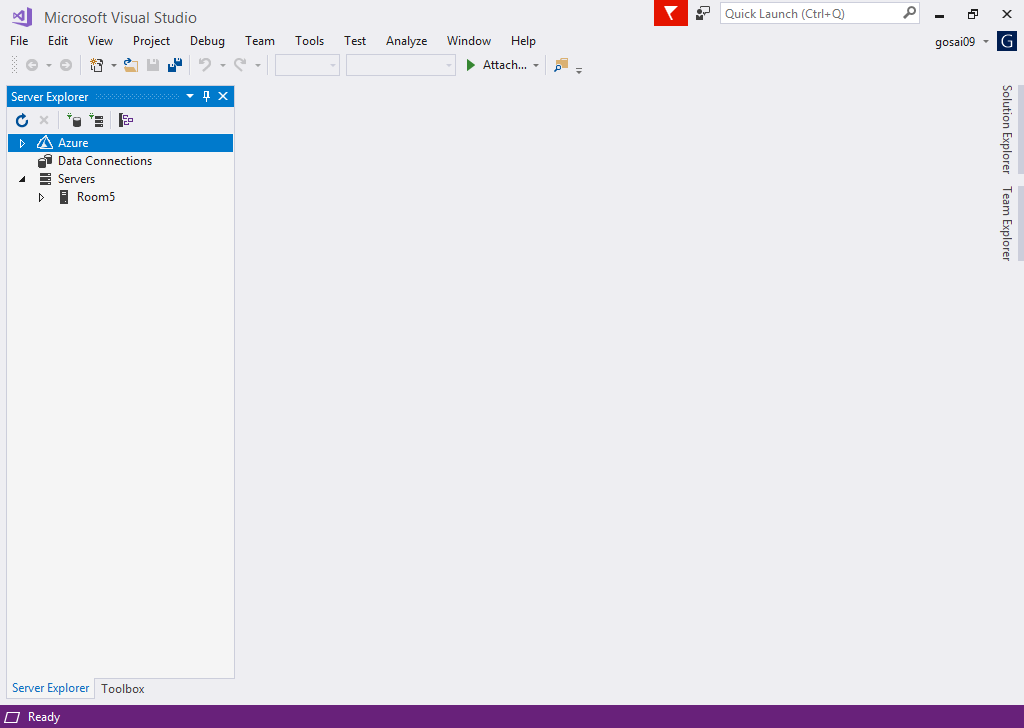 Microsoft Visual Studio
Quick Launch (Ctrl+Q)
File Edit View Project Debug Team Tools Test Analyze Window Help
gosai09 G
Attach...
Server Explorer
Azure
Data Connections
Servers
Room5
Solution Explorer
Team Explorer
Server Explorer Toolbox
Ready